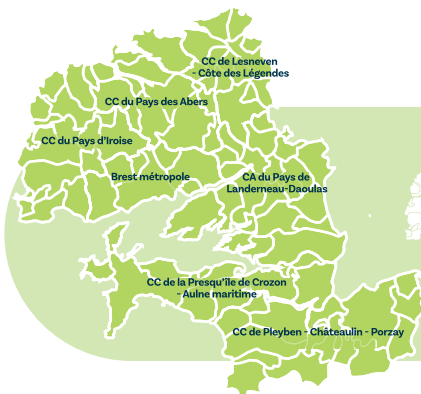 CC de Lesneven
- Côte des Légendes
CC du Pays des Abers
CC du Pays d'Iroise
Brest métropole
CA du Pays de
Landerneau-Daoulas
CC de la Presqu'île de Crozon
- Aulne maritime
CC de Pleyben - Châteaulin - Porzay